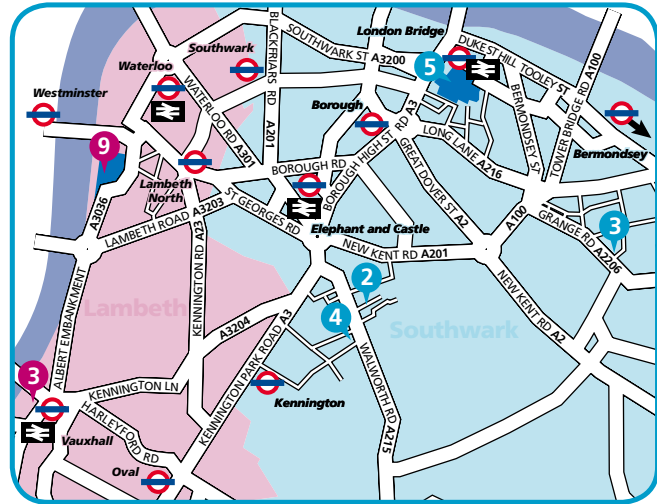 London Bridge
Southwark
BLACKFRIARS RD A201
SOUTHWARK ST A3200
DUKEST HILL TOOLEY ST
A100
Waterloo
5
Westminster
WATERLOO RD A301
Borough
BERMONDSEY ST
TOWER BRIDGE RD A100
Bermondsey
9
BOROUGH RD
BOROUGH HIGH ST RD A3
LONG LANE A216
Lambeth
North
A3036
LAMBETH ROAD A3203
ST GEORGES RD
GREAT DOVER ST A2
A100
GRANGE RD A2206
3
Elephant and Castle
NEW KENT RD A201
KENNINGTON RD A23
2
NEW KENT RD A2
Lambeth
4
Southwark
ALBERT EMBANKMENT
A3204
KENNINGTON PARK ROAD A3
WALWORTH RD A215
3
KENNINGTON LN
Kennington
HARLEYFORD RD
Vauxhall
Oval